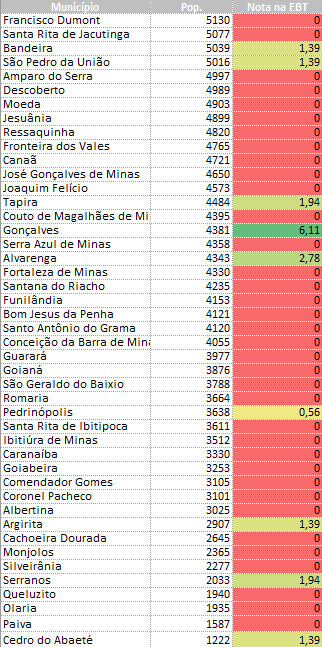 Município Pop. Nota na EBT
Francisco Dumont 5130 0
Santa Rita de Jacutinga 5077 0
Bandeira 5039 1,39
São Pedro da União 5016 1,39
Amparo do Serra 4997 0
Descoberto 4989 0
Moeda 4903 0
Jesuânia 4899 0
Ressaquinha 4820 0
Fronteira dos Vales 4765 0
Canaã 4721 0
José Gonçalves de Minas 4650 0
Joaquim Felício 4573 0
Tapira 4484 1,94
Couto de Magalhães de Mi 4395 0
Gonçalves 4381 6,11
Serra Azul de Minas 4358 0
Alvarenga 4343 2,78
Fortaleza de Minas 4330 0
Santana do Riacho 4235 0
Funilândia 4153 0
Bom Jesus da Penha 4121 0
Santo Antônio do Grama 4120 0
Conceição da Barra de Mina 4055 0
Guarará 3977 0
Goianá 3876 0
São Geraldo do Baixio 3788 0
Romaria 3664 0
Pedrinópolis 3638 0,56
Santa Rita de Ibitipoca 3611 0
Ibitiúra de Minas 3512 0
Caranaíba 3330 0
Goiabeira 3253 0
Comendador Gomes 3105 0
Coronel Pacheco 3101 0
Albertina 3025 0
Argirita 2907 1,39
Cachoeira Dourada 2645 0
Monjolos 2365 0
Silveirânia 2277 0
Serranos 2033 1,94
Queluzito 1940 0
Olaria 1935 0
Paiva 1587 0
Cedro do Abaeté 1222 1,39